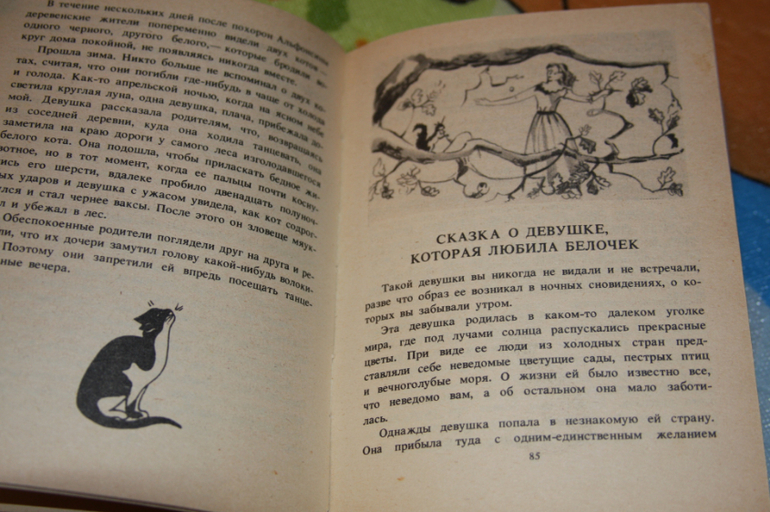 В течение нескольких дней после похорон Альфонсины
деревенские жители попеременно видели двух котов —
одного черного, другого белого,— которые бродили во-
круг дома покойной, не появляясь никогда вместе.
Прошла зима. Никто больше не вспоминал о двух ко-
тах, считая, что они погибли где-нибудь в чаще от холода
и голода. Как-то апрельской ночью, когда на ясном небе
светила круглая луна, одна девушка, плача, прибежала до-
мой. Девушка рассказала родителям, что, возвращаясь
из соседней деревни, куда она ходила танцевать, она
заметила на краю дороги у самого леса изголодавшегося
белого кота. Она подошла, чтобы приласкать бедное жи-
вотное, но в тот момент, когда ее пальцы почти косну-
лись его шерсти, вдалеке пробило двенадцать полуноч-
ых ударов и девушка с ужасом увидела, как кот содрог-
лся и стал чернее ваксы. После этого он зловеще мяук-
л и убежал в лес.
Обеспокоенные родители поглядели друг на друга и ре-
ли, что их дочери замутил голову какой-нибудь волоки-
Поэтому они запретили ей впредь посещать танце-
ные вечера.
СКАЗКА О ДЕВУШКЕ,
КОТОРАЯ ЛЮБИЛА БЕЛОЧЕК
Такой девушки вы никогда не видали и не встречали,
разве что образ ее возникал в ночных сновидениях, о ко-
торых вы забывали утром.
Эта девушка родилась в каком-то далеком уголке
мира, где под лучами солнца распускались прекрасные
цветы. При виде ее люди из холодных стран пред-
ставляли себе неведомые цветущие сады, пестрых птиц
и вечноголубые моря. О жизни ей было известно все,
что неведомо вам, а об остальном она мало заботи-
лась.
Однажды девушка попала в незнакомую ей страну.
Она прибыла туда с одним-единственным желанием
85